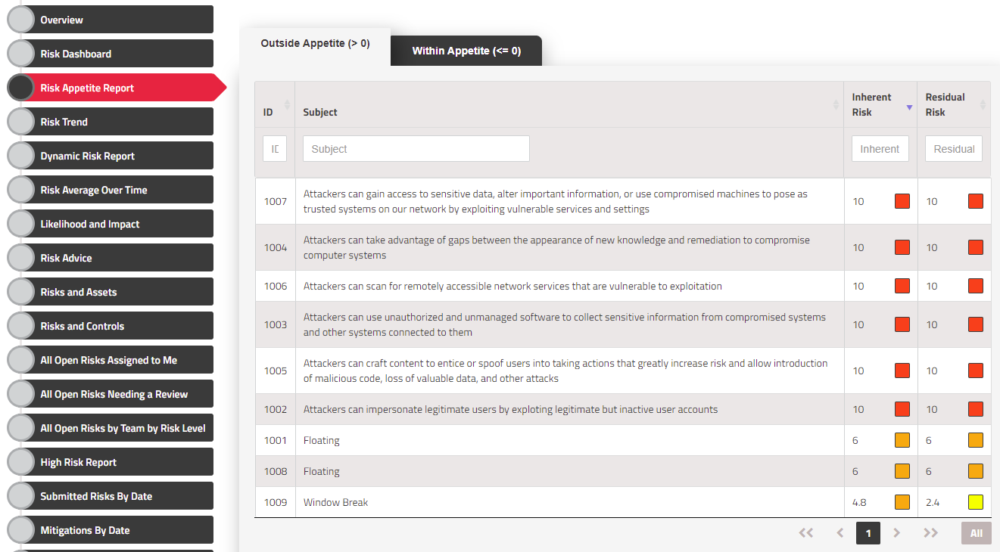 Overview
Risk Dashboard
Risk Appetite Report
Risk Trend
Dynamic Risk Report
Risk Average Over Time
Likelihood and Impact
Risk Advice
Risks and Assets
Risks and Controls
All Open Risks Assigned to Me
All Open Risks Needing a Review
All Open Risks by Team by Risk Level
High Risk Report
Submitted Risks By Date
Mitigations By Date
Outside Appetite (> 0)
Within Appetite (<= 0)
ID
Subject
Inherent
Risk
Residual
Risk
ID
Subject
Inherent
Residual
1007
Attackers can gain access to sensitive data, alter important information, or use compromised machines to pose as
trusted systems on our network by exploiting vulnerable services and settings
10
10
1004
Attackers can take advantage of gaps between the appearance of new knowledge and remediation to compromise
computer systems
10
10
1006
Attackers can scan for remotely accessible network services that are vulnerable to exploitation
10
10
1003
Attackers can use unauthorized and unmanaged software to collect sensitive information from compromised systems
and other systems connected to them
10
10
1005
Attackers can craft content to entice or spoof users into taking actions that greatly increase risk and allow introduction
of malicious code, loss of valuable data, and other attacks
10
10
1002
Attackers can impersonate legitimate users by exploting legitimate but inactive user accounts
10
10
1001
Floating
6
6
1008
Floating
6
6
1009
Window Break
4.8
2.4
<< < 1 > >> All